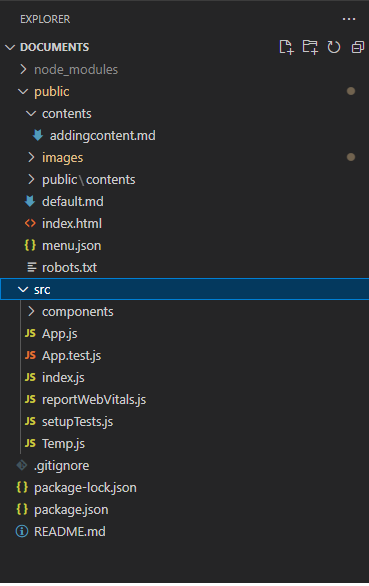 EXPLORER
DOCUMENTS
node_modules
public
contents
addingcontent.md
images
public\contents
default.md
index.html
menu.json
robots.txt
src
components
JS App.js
JS App.test.js
JS index.js
JS reportWebVitals.js
JS setupTests.js
JS Temp.js
.gitignore
package-lock.json
package.json
README.md